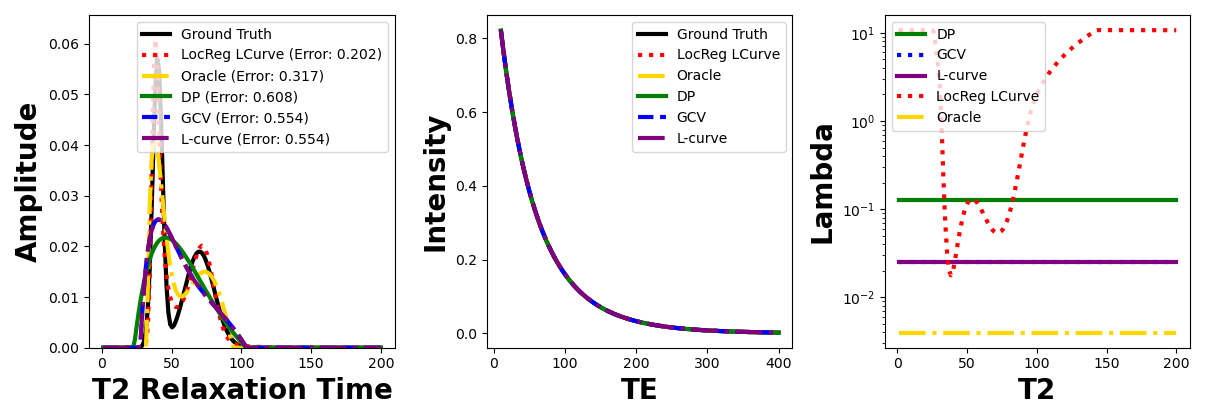 Amplitude
0.06
0.05
0.04
0.03
0.02
0.01
0.00
Ground Truth
LocReg LCurve (Error: 0.202)
Oracle (Error: 0.317)
DP (Error: 0.608)
GCV (Error: 0.554)
L-curve (Error: 0.554)
0 50 100 150 200
T2 Relaxation Time
Intensity
0.8
0.6
0.4
0.2
0.0
Ground Truth
LocReg LCurve
Oracle
DP
GCV
L-curve
0 100 200 300 400
TE
Lambda
10¹
10⁰
10⁻¹
10⁻²
DP
GCV
L-curve
LocReg LCurve
Oracle
0 50 100 150 200
T2